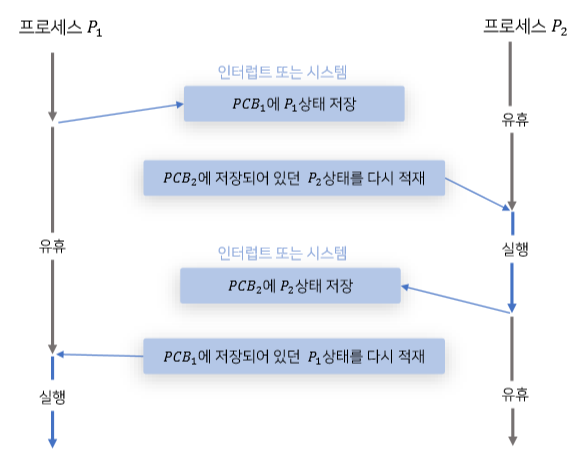 프로세스 P₁
프로세스 P₂
인터럽트 또는 시스템
PCB₁에 P₁상태 저장
유휴
PCB₂에 저장되어 있던 P₂상태를 다시 적재
유휴
인터럽트 또는 시스템
실행
PCB₂에 P₂상태 저장
PCB₁에 저장되어 있던 P₁상태를 다시 적재
실행
유휴